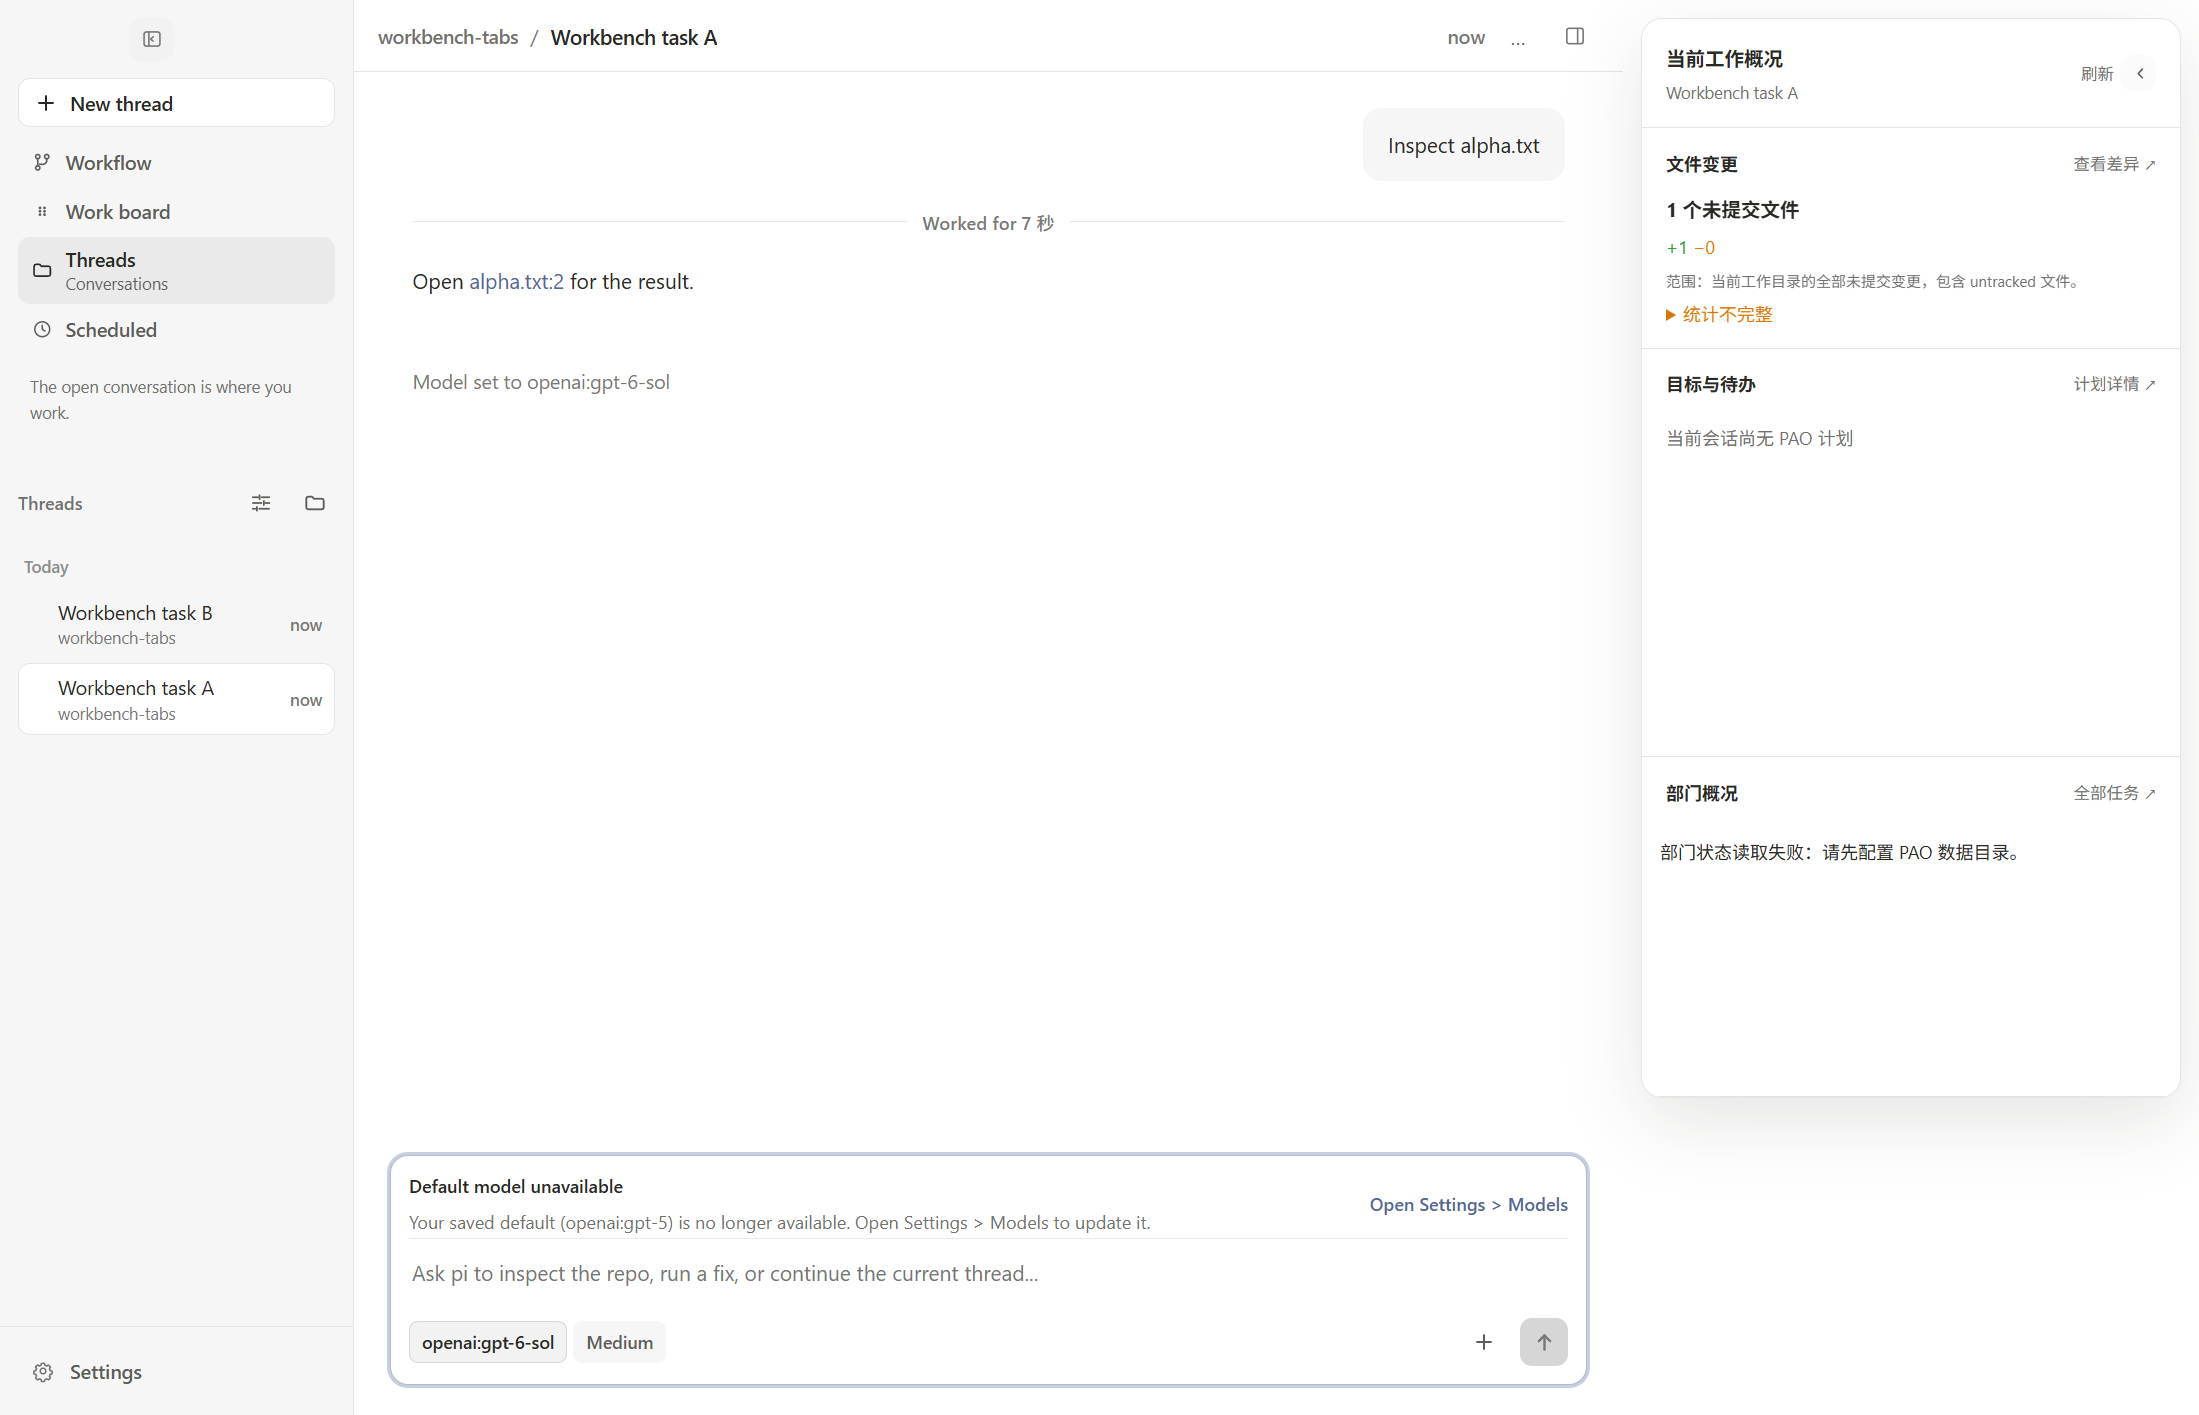 New thread
Workflow
Work board
Threads
Conversations
Scheduled
The open conversation is where you
work.
Threads
Today
Workbench task B
workbench-tabs
now
Workbench task A
workbench-tabs
now
Settings
workbench-tabs / Workbench task A
now
...
Inspect alpha.txt
Worked for 7 秒
Open alpha.txt:2 for the result.
Model set to openai:gpt-6-sol
Default model unavailable
Your saved default (openai:gpt-5) is no longer available. Open Settings > Models to update it.
Open Settings > Models
Ask pi to inspect the repo, run a fix, or continue the current thread...
openai:gpt-6-sol
Medium
当前工作概况
Workbench task A
刷新
文件变更
查看差异 ↗
1 个未提交文件
+1 −0
范围：当前工作目录的全部未提交变更，包含 untracked 文件。
▶ 统计不完整
目标与待办
计划详情 ↗
当前会话尚无 PAO 计划
部门概况
全部任务 ↗
部门状态读取失败：请先配置 PAO 数据目录。